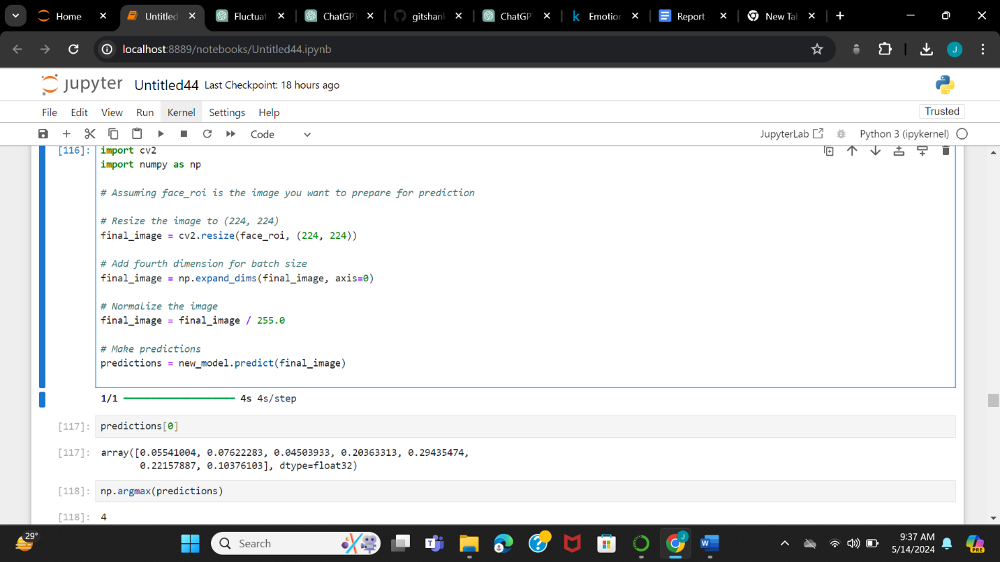 Home
Untitled
Fluctuat
ChatGPT
gitshank
ChatGP
Emotion
Report
New Tab
localhost:8889/notebooks/Untitled44.ipynb
J
jupyter Untitled44 Last Checkpoint: 18 hours ago
File Edit View Run Kernel Settings Help
Trusted
Code
JupyterLab
Python 3 (ipykernel)
[116]: import cv2
import numpy as np
# Assuming face_roi is the image you want to prepare for prediction
# Resize the image to (224, 224)
final_image = cv2.resize(face_roi, (224, 224))
# Add fourth dimension for batch size
final_image = np.expand_dims(final_image, axis=0)
# Normalize the image
final_image = final_image / 255.0
# Make predictions
predictions = new_model.predict(final_image)
1/1 4s 4s/step
[117]: predictions[0]
[117]: array([0.05541004, 0.07622283, 0.04503933, 0.20363313, 0.29435474,
0.22157887, 0.10376103], dtype=float32)
[118]: np.argmax(predictions)
[118]: 4
29°
Search
J
9:37 AM
5/14/2024
PRE